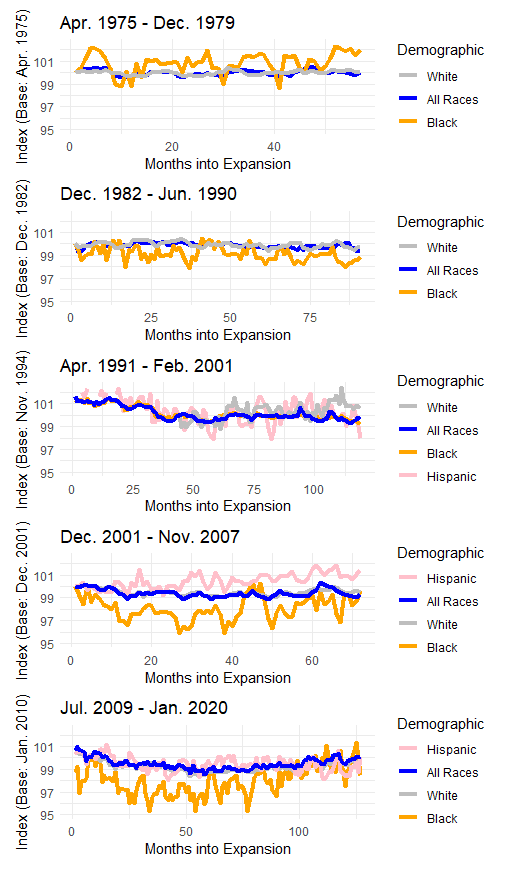 Apr. 1975 - Dec. 1979
Index (Base: Apr. 1975)
101
99
97
95
0
20
40
Months into Expansion
Demographic
White
All Races
Black
Dec. 1982 - Jun. 1990
Index (Base: Dec. 1982)
101
99
97
95
0
25
50
75
Months into Expansion
Demographic
White
All Races
Black
Apr. 1991 - Feb. 2001
Index (Base: Nov. 1994)
101
99
97
95
0
25
50
75
100
Months into Expansion
Demographic
White
All Races
Black
Hispanic
Dec. 2001 - Nov. 2007
Index (Base: Dec. 2001)
101
99
97
95
0
20
40
60
Months into Expansion
Demographic
Hispanic
All Races
White
Black
Jul. 2009 - Jan. 2020
Index (Base: Jan. 2010)
101
99
97
95
0
50
100
Months into Expansion
Demographic
Hispanic
All Races
White
Black